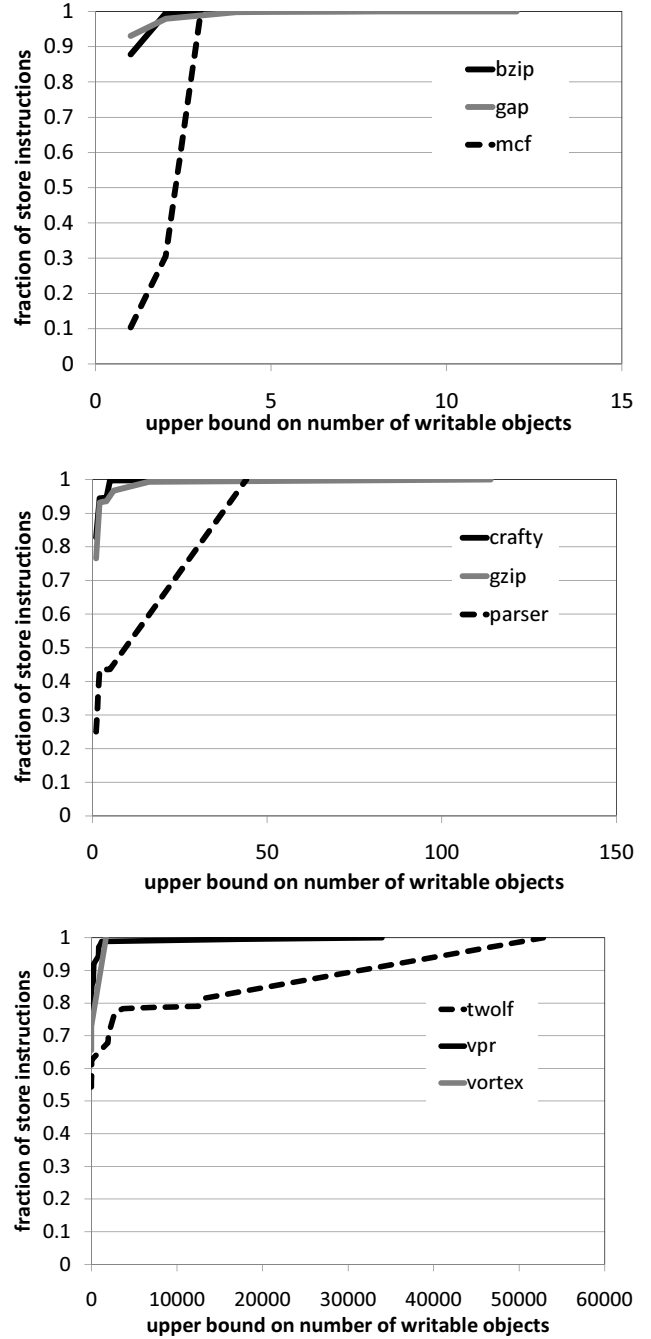 1
0.9
0.8
0.7
0.6
0.5
0.4
0.3
0.2
0.1
0
fraction of store instructions
bzip
gap
mcf
0 5 10 15
upper bound on number of writable objects
1
0.9
0.8
0.7
0.6
0.5
0.4
0.3
0.2
0.1
0
fraction of store instructions
crafty
gzip
parser
0 50 100 150
upper bound on number of writable objects
1
0.9
0.8
0.7
0.6
0.5
0.4
0.3
0.2
0.1
0
fraction of store instructions
twolf
vpr
vortex
0 10000 20000 30000 40000 50000 60000
upper bound on number of writable objects